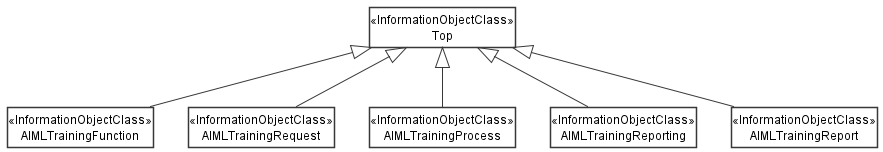 «InformationObjectClass»
Top
«InformationObjectClass»
AIMLTrainingFunction
«InformationObjectClass»
AIMLTrainingRequest
«InformationObjectClass»
AIMLTrainingProcess
«InformationObjectClass»
AIMLTrainingReporting
«InformationObjectClass»
AIMLTrainingReport